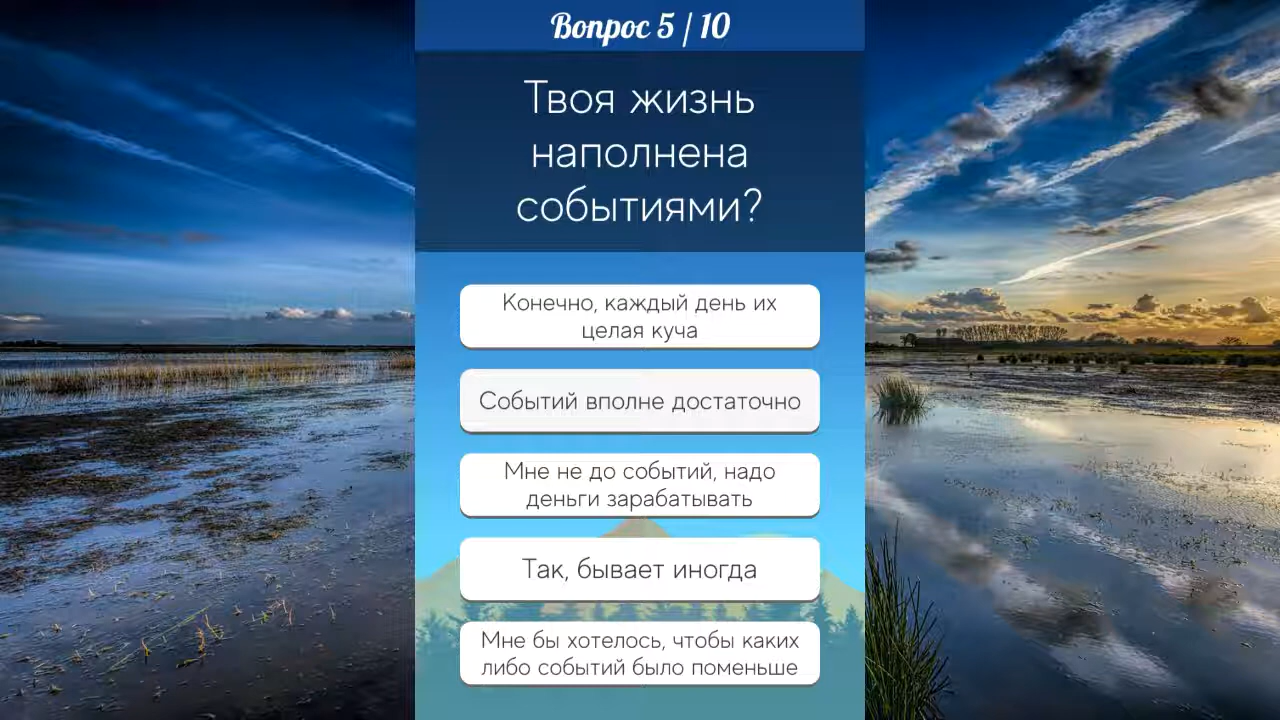 Вопрос 5 / 10
Твоя жизнь
наполнена
событиями?
Конечно, каждый день их
целая куча
Событий вполне достаточно
Мне не до событий, надо
деньги зарабатывать
Так, бывает иногда
Мне бы хотелось, чтобы каких
либо событий было поменьше